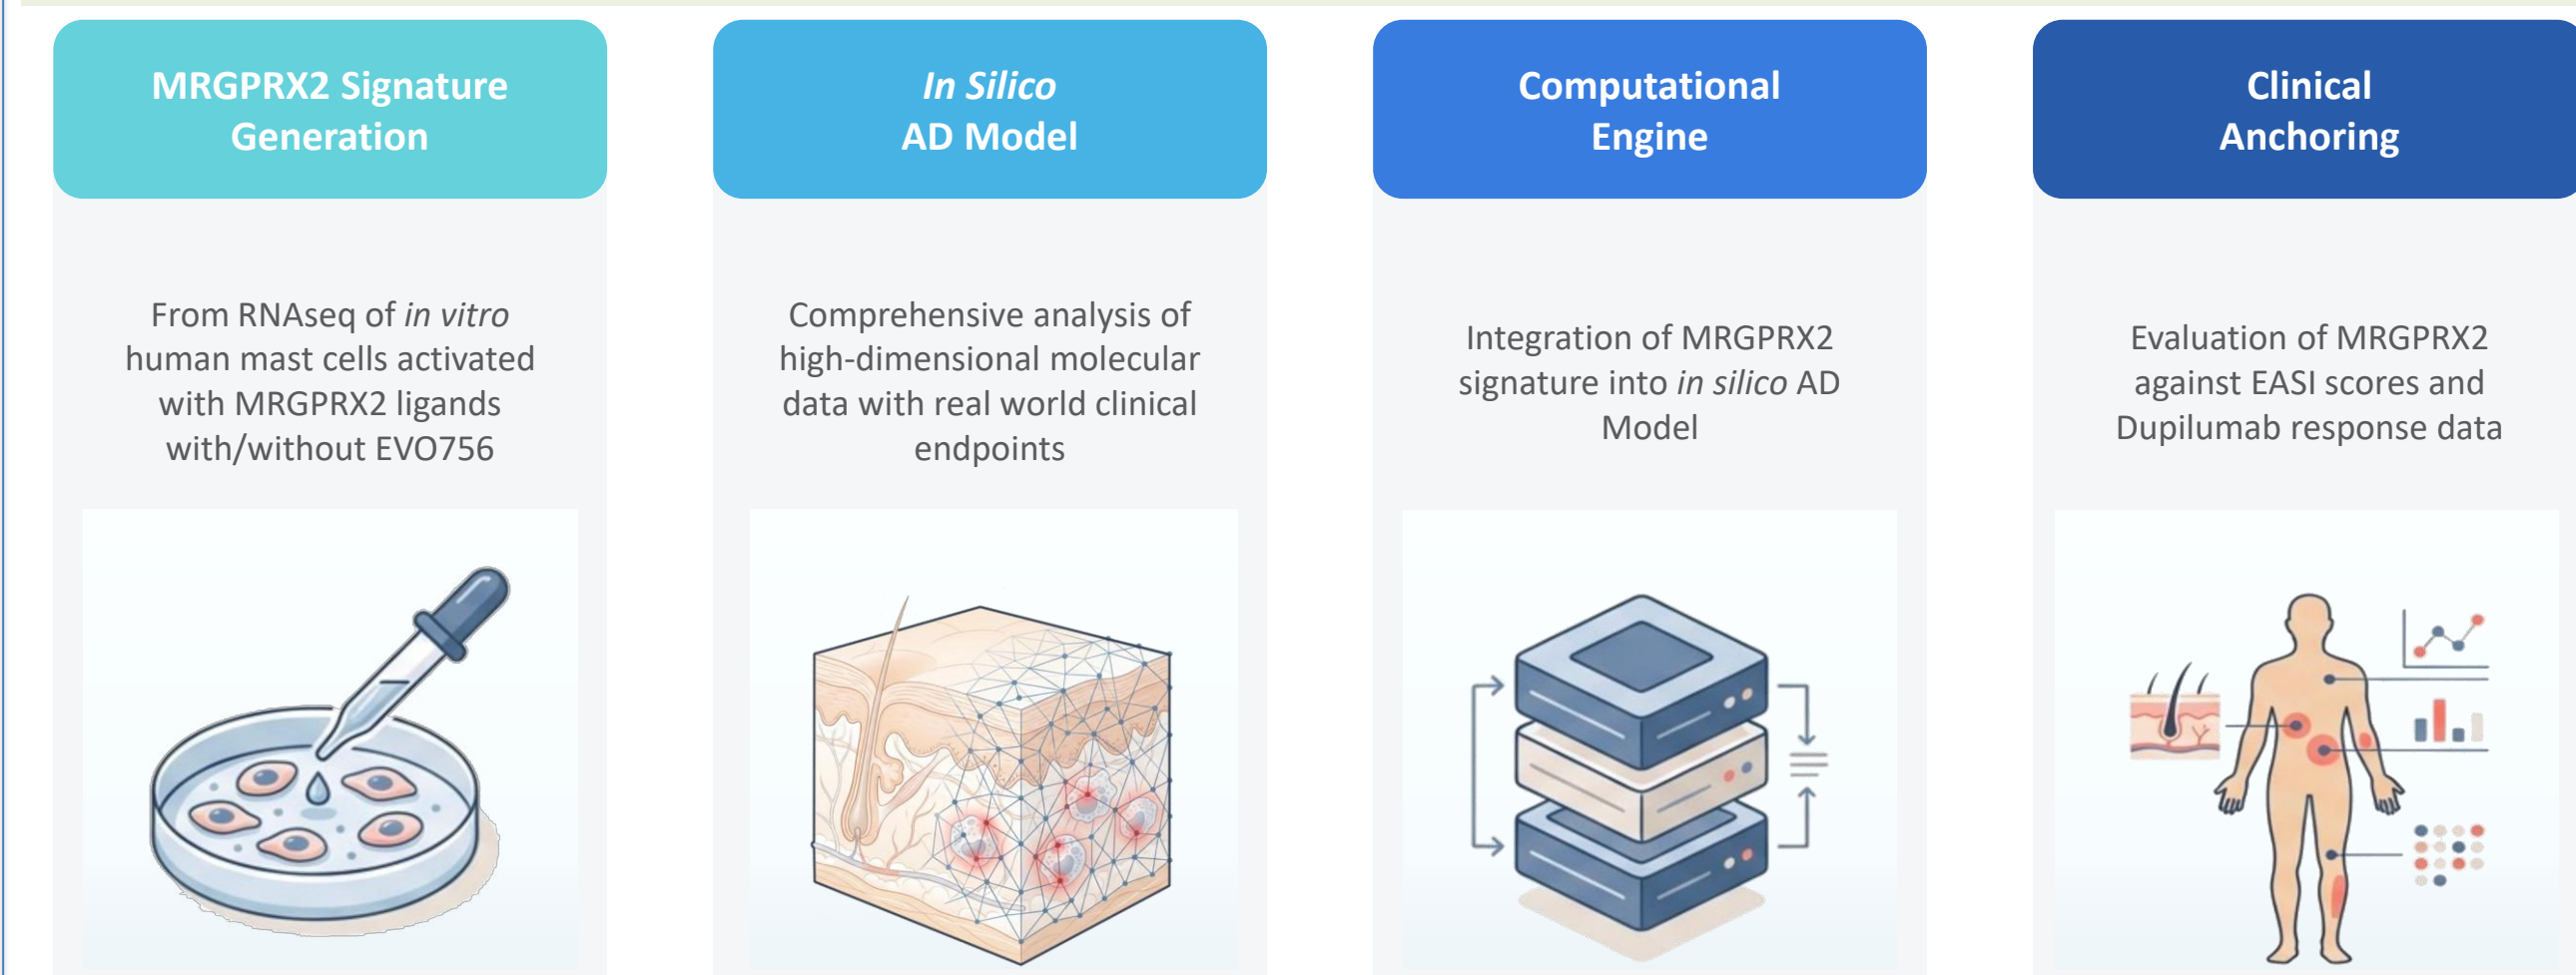 MRGPRX2 Signature
Generation
From RNAseq of in vitro
human mast cells activated
with MRGPRX2 ligands
with/without EVO756
In Silico
AD Model
Comprehensive analysis of
high-dimensional molecular
data with real world clinical
endpoints
Computational
Engine
Integration of MRGPRX2
signature into in silico AD
Model
Clinical
Anchoring
Evaluation of MRGPRX2
against EASI scores and
Dupilumab response data